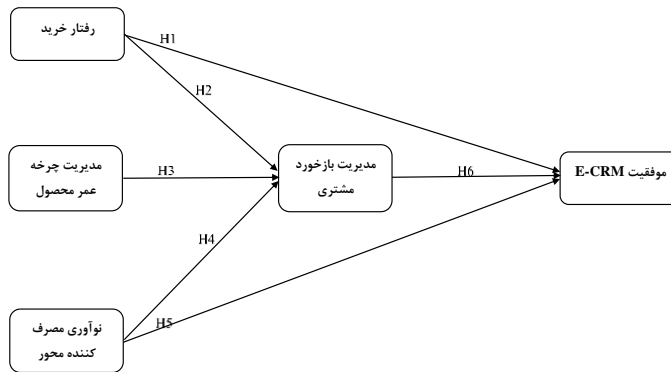 رفتار خرید
H1
H2
مدیریت چرخه
عمر محصول
H3
مدیریت بازخورد
مشتری
H6
موفقیت E-CRM
H4
نوآوری مصرف
کننده محور
H5